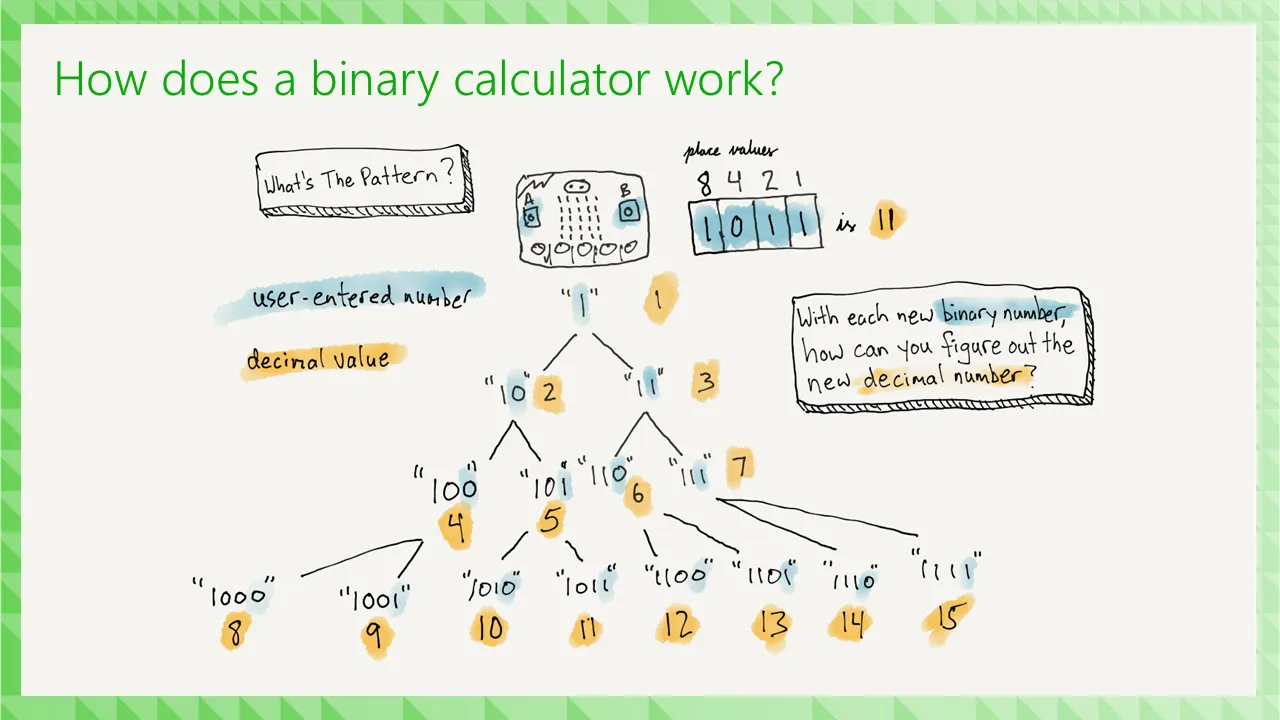 How does a binary calculator work?
What's The Pattern?
A
B
place values
8 4 2 1
1 0 1 1 is 11
user-entered number
decimal value
"1" 1
"10" 2 "11" 3
"100" "101" "110" "111" 7
4 5 6
"1000" "1001" "1010" "1011" "1100" "1101" "1110" "1111"
8 9 10 11 12 13 14 15
With each new binary number,
how can you figure out the
new decimal number?